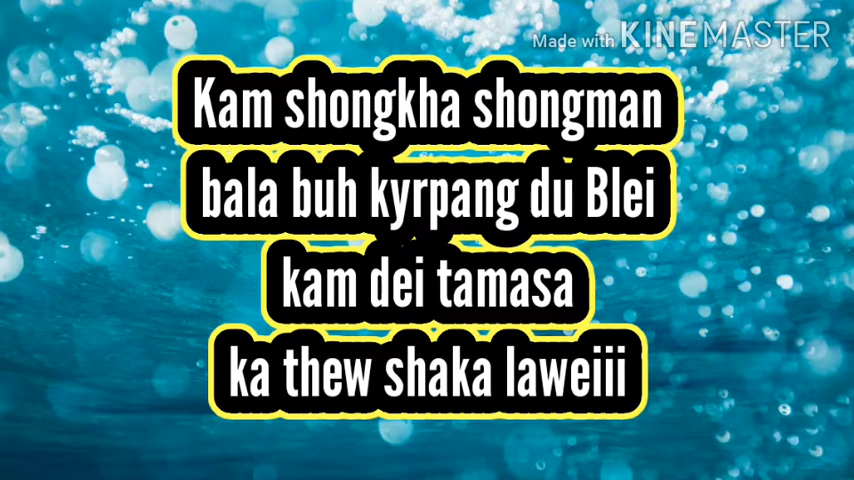 Made with KINEMASTER
Kam shongkha shongman
bala buh kyrpang du Blei
kam dei tamasa
ka thew shaka laweiii